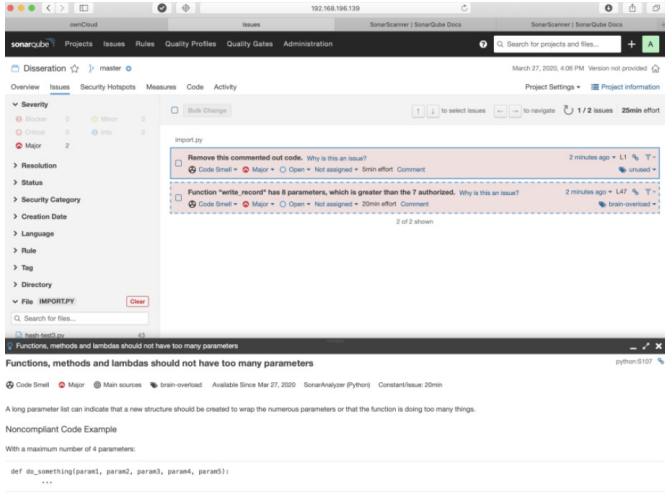 192.168.196.139
ownCloud Issues SonarScanner | SonarQube Docs SonarScanner | SonarQube Docs
sonarqube Projects Issues Rules Quality Profiles Quality Gates Administration Search for projects and files... + A
Disseration master March 27, 2020, 4:06 PM Version not provided
Overview Issues Security Hotspots Measures Code Activity Project Settings Project information
Severity Bulk Change to select issues to navigate 1 / 2 issues 25min effort
Blocker 0 Minor 0
Critical 0 Info 0
Major 2
Import.py
Remove this commented out code. Why is this an issue? 2 minutes ago L1
Code Smell Major Open Not assigned 5min effort Comment unused
Function "write_record" has 8 parameters, which is greater than the 7 authorized. Why is this an issue? 2 minutes ago L47
Code Smell Major Open Not assigned 20min effort Comment brain-overload
2 of 2 shown
Resolution
Status
Security Category
Creation Date
Language
Rule
Tag
Directory
File IMPORT.PY Clear
Search for files...
hash-test3.py 43
Functions, methods and lambdas should not have too many parameters
Functions, methods and lambdas should not have too many parameters python:S107
Code Smell Major Main sources brain-overload Available Since Mar 27, 2020 SonarAnalyzer (Python) Constant/issue: 20min
A long parameter list can indicate that a new structure should be created to wrap the numerous parameters or that the function is doing too many things.
Noncompliant Code Example
With a maximum number of 4 parameters:
def do_something(param1, param2, param3, param4, param5):
...